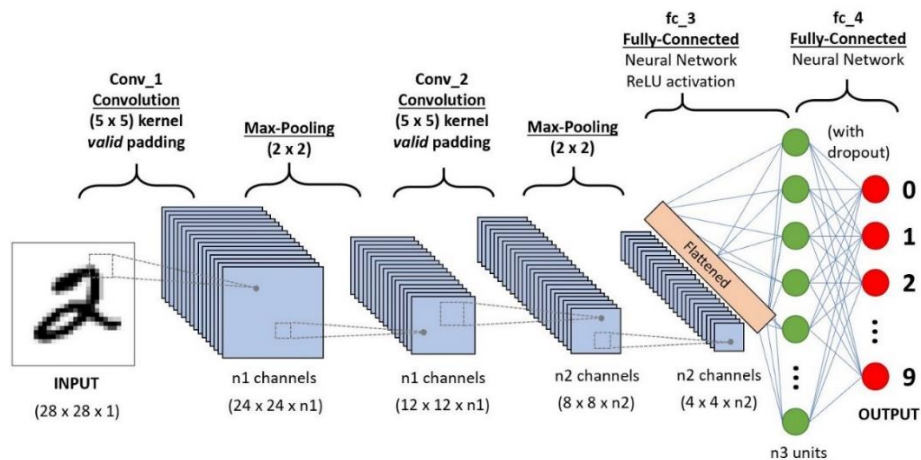 fc_3
Fully-Connected
Neural Network
ReLU activation
fc_4
Fully-Connected
Neural Network
Conv_1
Convolution
(5 x 5) kernel
valid padding
Max-Pooling
(2 x 2)
Conv_2
Convolution
(5 x 5) kernel
valid padding
Max-Pooling
(2 x 2)
(with
dropout)
Flattened
0
1
2
9
INPUT
(28 x 28 x 1)
n1 channels
(24 x 24 x n1)
n1 channels
(12 x 12 x n1)
n2 channels
(8 x 8 x n2)
n2 channels
(4 x 4 x n2)
n3 units
OUTPUT
2